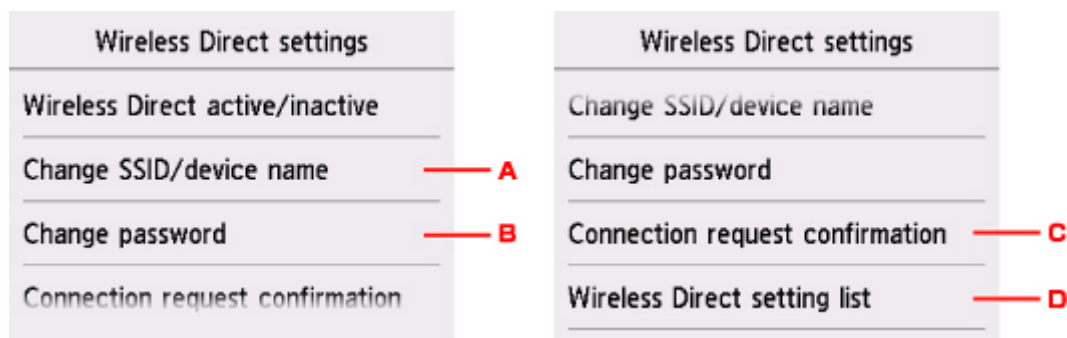 Wireless Direct settings
Wireless Direct active/inactive
Change SSID/device name
A
Change password
B
Connection request confirmation
Wireless Direct settings
Change SSID/device name
Change password
Connection request confirmation
C
Wireless Direct setting list
D